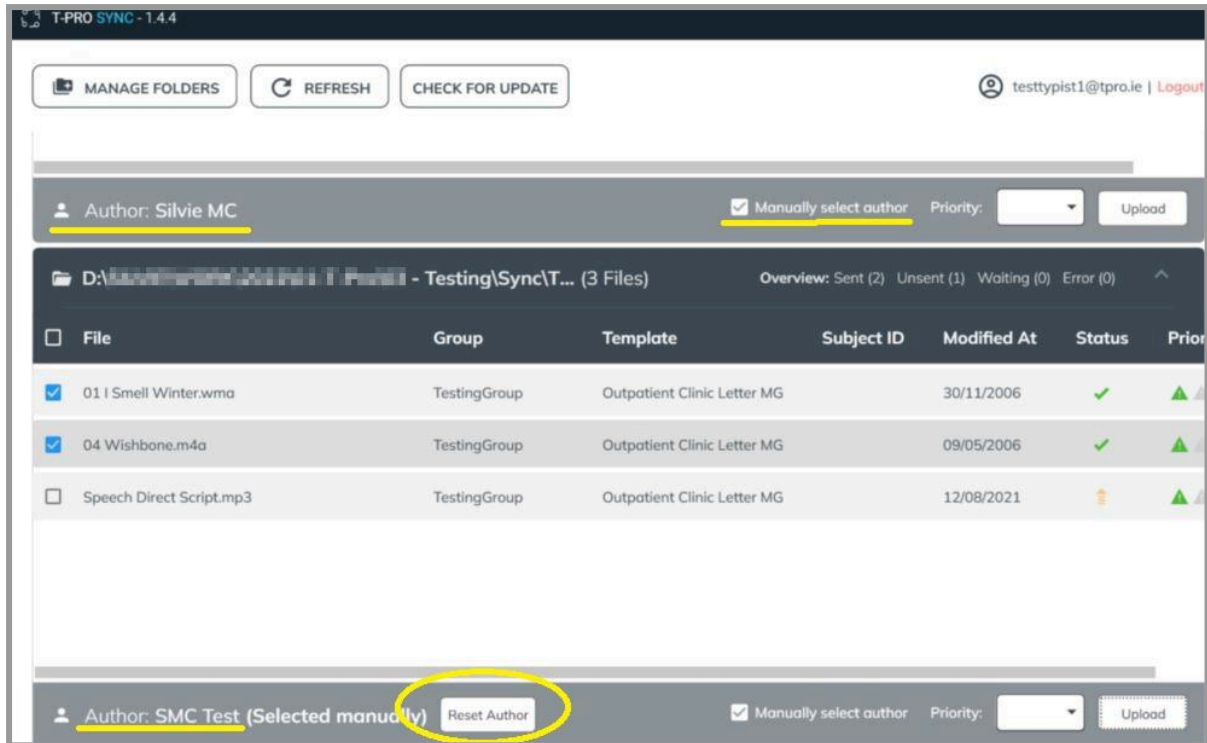 T-PRO SYNC - 1.4.4
MANAGE FOLDERS REFRESH CHECK FOR UPDATE testtypist1@tpro.ie | Logout
Author: Silvie MC Manually select author Priority: Upload
D:\ - Testing\Sync\T... (3 Files) Overview: Sent (2) Unsent (1) Waiting (0) Error (0)
File Group Template Subject ID Modified At Status Prior
01 I Smell Winter.wma TestingGroup Outpatient Clinic Letter MG 30/11/2006
04 Wishbone.m4a TestingGroup Outpatient Clinic Letter MG 09/05/2006
Speech Direct Script.mp3 TestingGroup Outpatient Clinic Letter MG 12/08/2021
Author: SMC Test (Selected manually) Reset Author Manually select author Priority: Upload